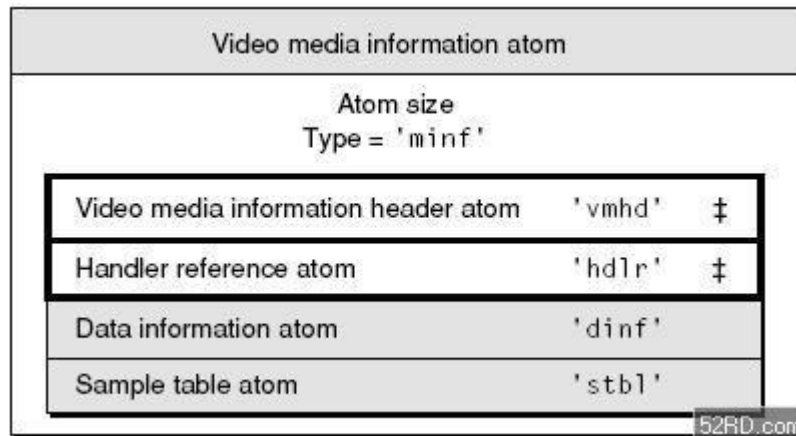 Video media information atom
Atom size
Type = 'minf'
Video media information header atom 'vmhd' ‡
Handler reference atom 'hdlr' ‡
Data information atom 'dinf'
Sample table atom 'stbl'
52RD.com